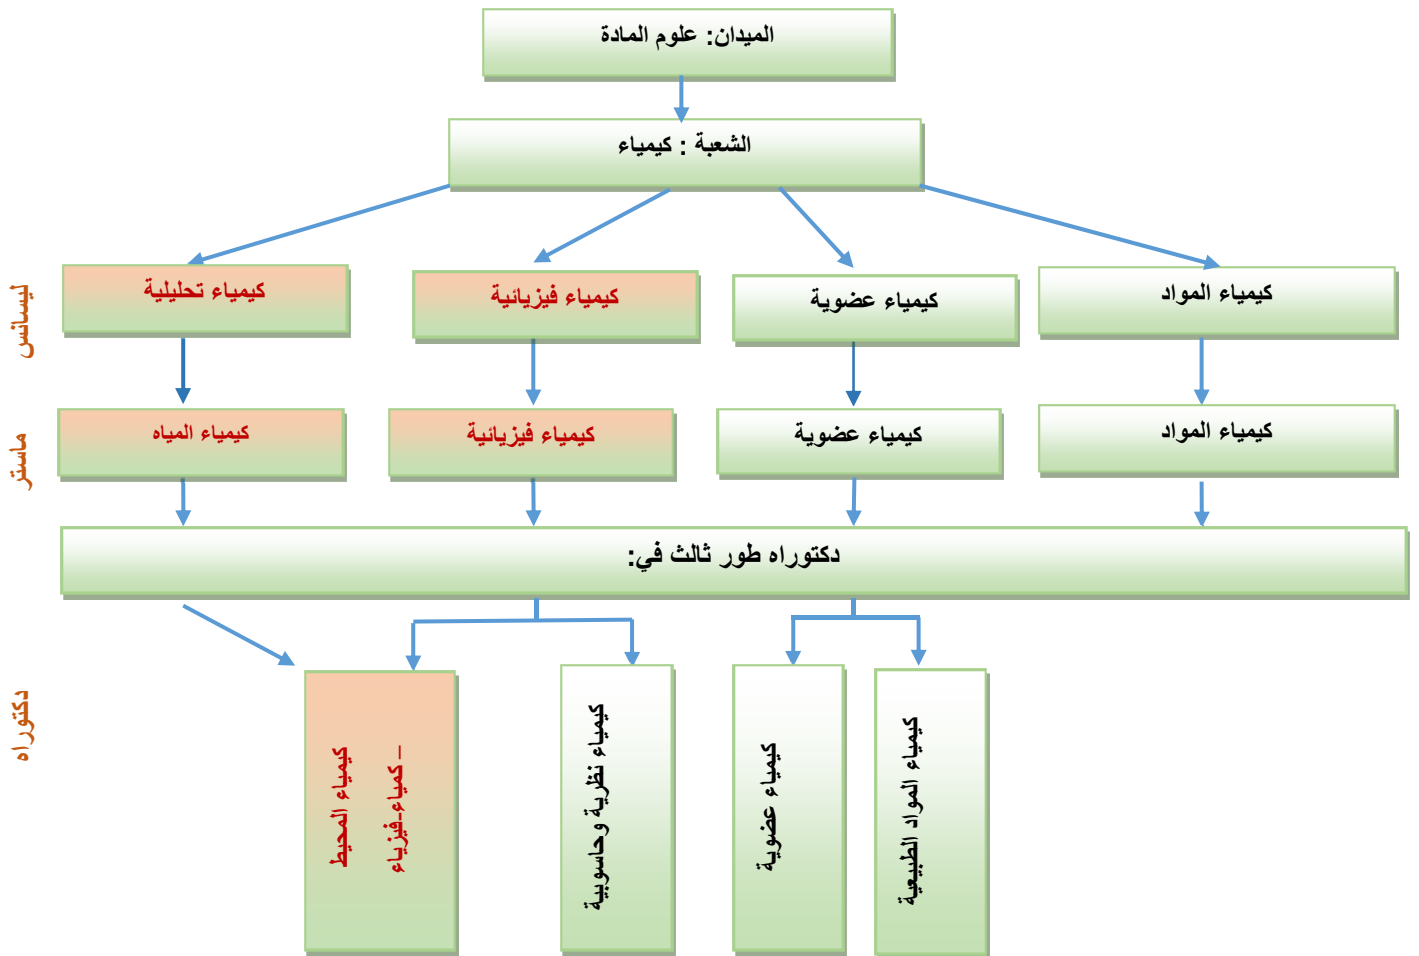 الميدان: علوم المادة
الشعبة : كيمياء
ليسانس
كيمياء المواد
كيمياء عضوية
كيمياء فيزيائية
كيمياء تحليلية
ماستر
كيمياء المواد
كيمياء عضوية
كيمياء فيزيائية
كيمياء المياه
دكتوراه طور ثالث في:
دكتوراه
كيمياء المواد الطبيعية
كيمياء عضوية
كيمياء نظرية وحاسوبية
كيمياء المحيط
– كمياء-فيزياء